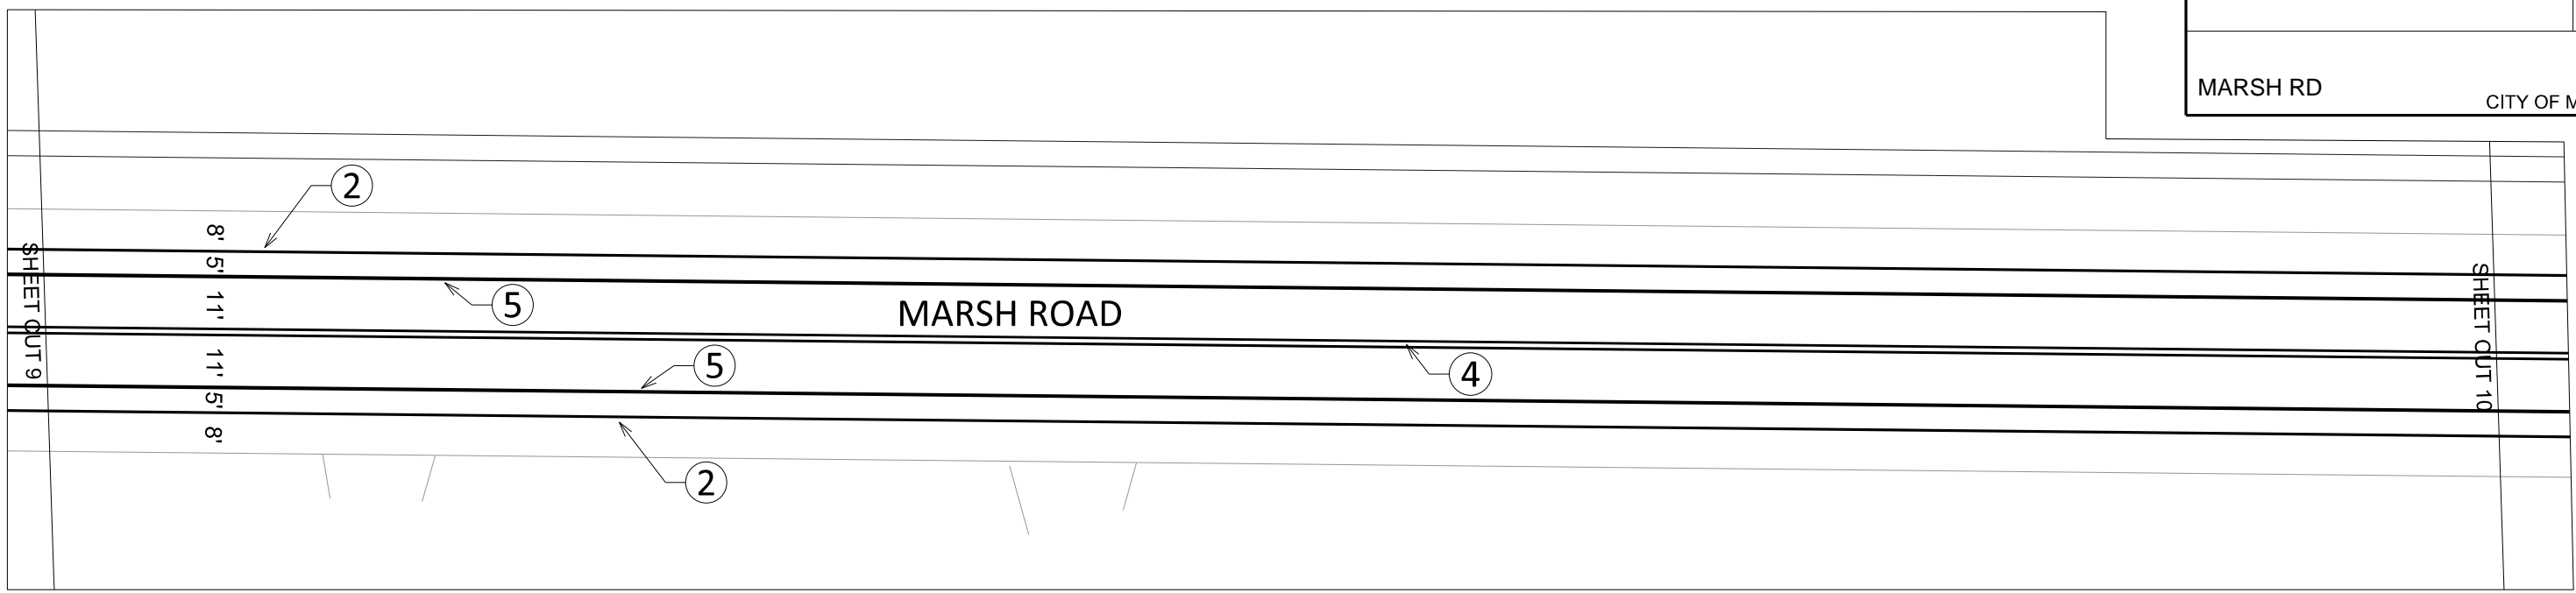 MARSH RD
CITY OF M
2
8'
5'
SHEET CUT 9
11'
5
MARSH ROAD
SHEET CUT 10
11'
5
4
5'
8'
2